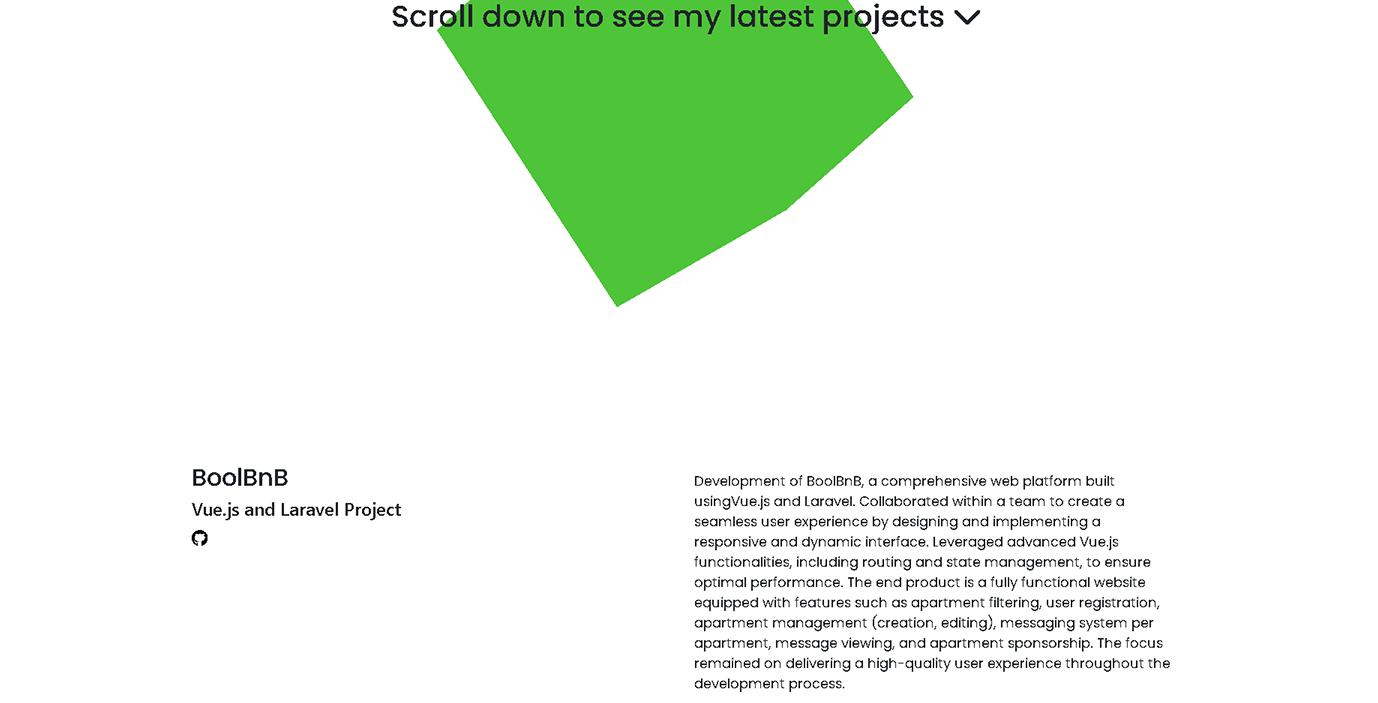 Scroll down to see my latest projects
BoolBnB
Vue.js and Laravel Project
Development of BoolBnB, a comprehensive web platform built
usingVue.js and Laravel. Collaborated within a team to create a
seamless user experience by designing and implementing a
responsive and dynamic interface. Leveraged advanced Vue.js
functionalities, including routing and state management, to ensure
optimal performance. The end product is a fully functional website
equipped with features such as apartment filtering, user registration,
apartment management (creation, editing), messaging system per
apartment, message viewing, and apartment sponsorship. The focus
remained on delivering a high-quality user experience throughout the
development process.